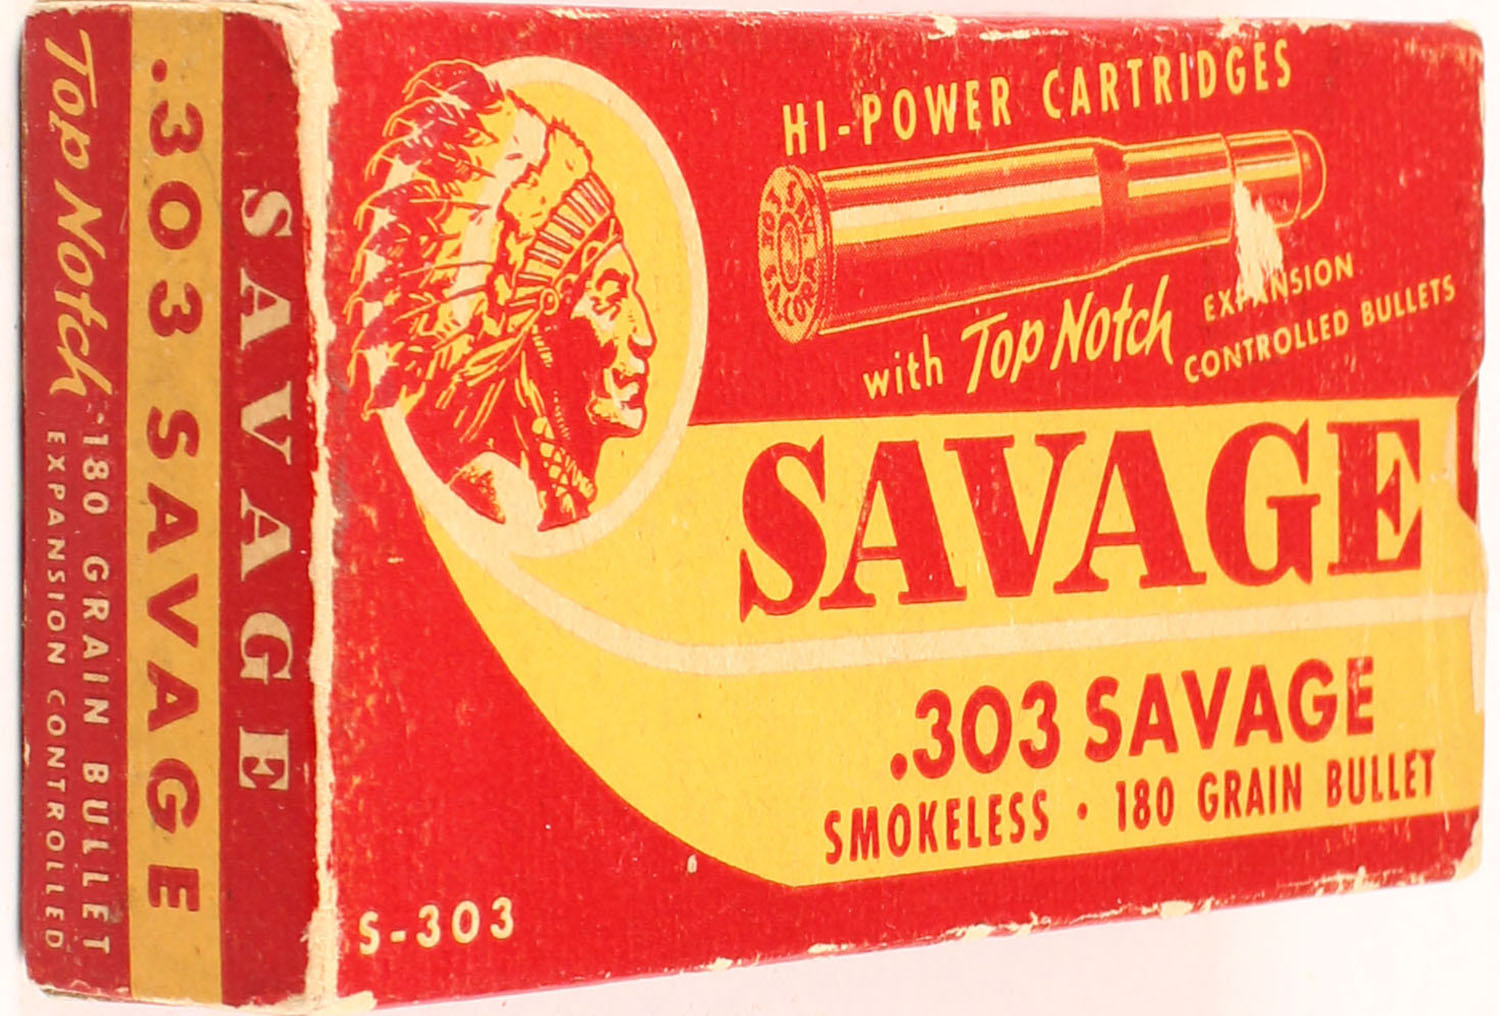 HI-POWER CARTRIDGES
with Top Notch EXPANSION
CONTROLLED BULLETS
SAVAGE
.303 SAVAGE
SMOKELESS · 180 GRAIN BULLET
S-303
SAVAGE
.303 SAVAGE
Top Notch 180 GRAIN BULLET
EXPANSION CONTROLLED